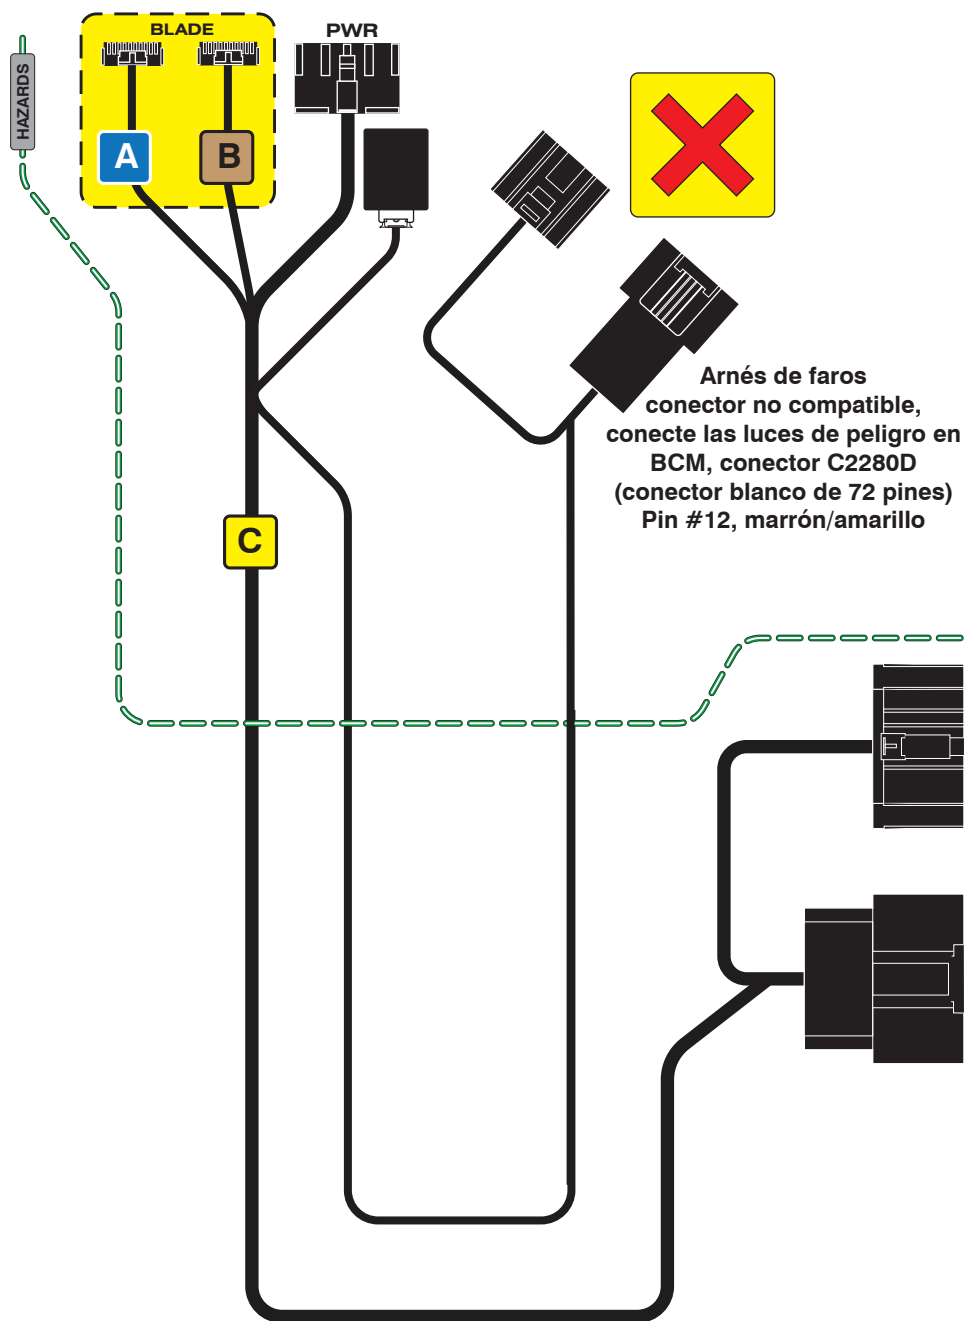 BLADE
PWR
HAZARDS
A
B
Arnés de faros
conector no compatible,
conecte las luces de peligro en
BCM, conector C2280D
(conector blanco de 72 pines)
Pin #12, marrón/amarillo
C